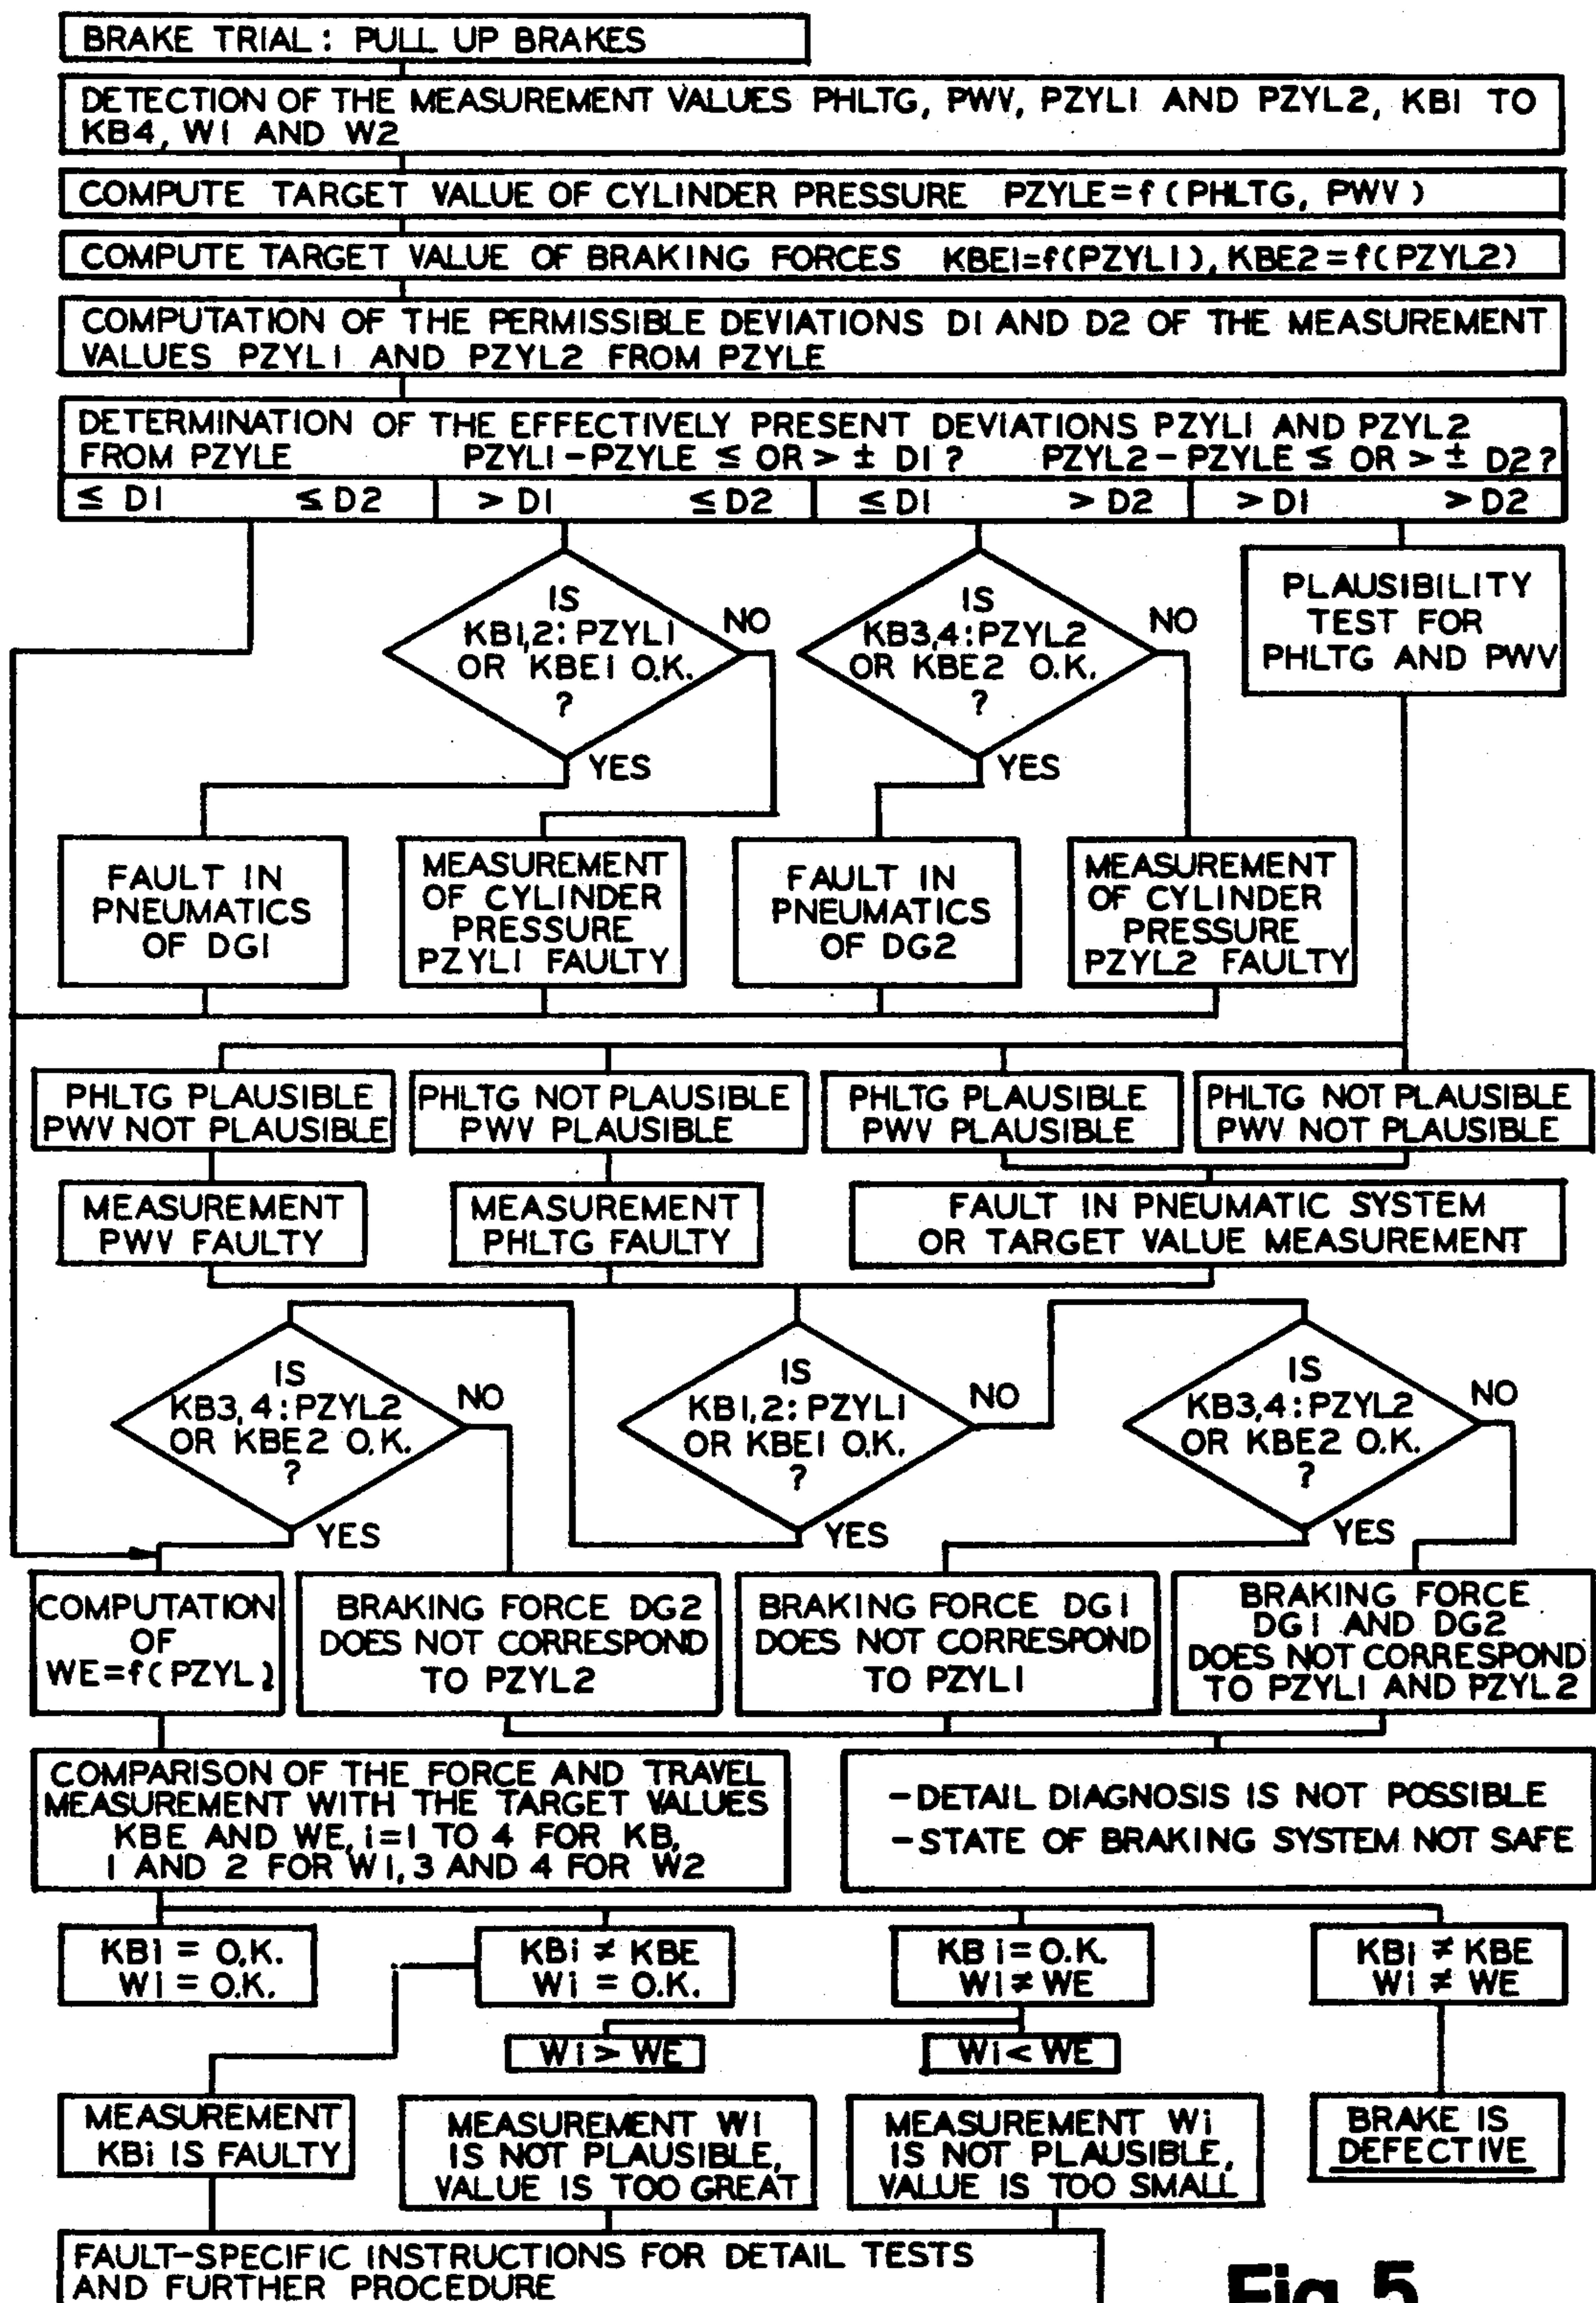 BRAKE TRIAL: PULL UP BRAKES
DETECTION OF THE MEASUREMENT VALUES PHLTG, PWV, PZYL1 AND PZYL2, KB1 TO
KB4, W1 AND W2
COMPUTE TARGET VALUE OF CYLINDER PRESSURE PZYLE=f(PHLTG, PWV)
COMPUTE TARGET VALUE OF BRAKING FORCES KBE1=f(PZYL1), KBE2=f(PZYL2)
COMPUTATION OF THE PERMISSIBLE DEVIATIONS D1 AND D2 OF THE MEASUREMENT
VALUES PZYL1 AND PZYL2 FROM PZYLE
DETERMINATION OF THE EFFECTIVELY PRESENT DEVIATIONS PZYL1 AND PZYL2
FROM PZYLE PZYL1-PZYLE ≤ OR > ± D1? PZYL2-PZYLE ≤ OR > ± D2?
≤ D1 ≤ D2 > D1 ≤ D2 ≤ D1 > D2 > D1 > D2
IS
KB1,2: PZYL1
OR KBE1 O.K.
?
NO
YES
IS
KB3,4: PZYL2
OR KBE2 O.K.
?
NO
YES
PLAUSIBILITY
TEST FOR
PHLTG AND PWV
FAULT IN
PNEUMATICS
OF DG1
MEASUREMENT
OF CYLINDER
PRESSURE
PZYL1 FAULTY
FAULT IN
PNEUMATICS
OF DG2
MEASUREMENT
OF CYLINDER
PRESSURE
PZYL2 FAULTY
PHLTG PLAUSIBLE
PWV NOT PLAUSIBLE
PHLTG NOT PLAUSIBLE
PWV PLAUSIBLE
PHLTG PLAUSIBLE
PWV PLAUSIBLE
PHLTG NOT PLAUSIBLE
PWV NOT PLAUSIBLE
MEASUREMENT
PWV FAULTY
MEASUREMENT
PHLTG FAULTY
FAULT IN PNEUMATIC SYSTEM
OR TARGET VALUE MEASUREMENT
IS
KB3,4: PZYL2
OR KBE2 O.K.
?
NO
YES
IS
KB1,2: PZYL1
OR KBE1 O.K.
?
NO
YES
IS
KB3,4: PZYL2
OR KBE2 O.K.
?
NO
YES
COMPUTATION
OF
WE=f(PZYL)
BRAKING FORCE DG2
DOES NOT CORRESPOND
TO PZYL2
BRAKING FORCE DG1
DOES NOT CORRESPOND
TO PZYL1
BRAKING FORCE
DG1 AND DG2
DOES NOT CORRESPOND
TO PZYL1 AND PZYL2
COMPARISON OF THE FORCE AND TRAVEL
MEASUREMENT WITH THE TARGET VALUES
KBE AND WE, i=1 TO 4 FOR KB,
1 AND 2 FOR W1, 3 AND 4 FOR W2
-DETAIL DIAGNOSIS IS NOT POSSIBLE
-STATE OF BRAKING SYSTEM NOT SAFE
KBi = O.K.
Wi = O.K.
KBi ≠ KBE
Wi = O.K.
KBi = O.K.
Wi ≠ WE
KBi ≠ KBE
Wi ≠ WE
Wi > WE
Wi < WE
MEASUREMENT
KBi IS FAULTY
MEASUREMENT Wi
IS NOT PLAUSIBLE,
VALUE IS TOO GREAT
MEASUREMENT Wi
IS NOT PLAUSIBLE,
VALUE IS TOO SMALL
BRAKE IS
DEFECTIVE
FAULT-SPECIFIC INSTRUCTIONS FOR DETAIL TESTS
AND FURTHER PROCEDURE
Fig. 5